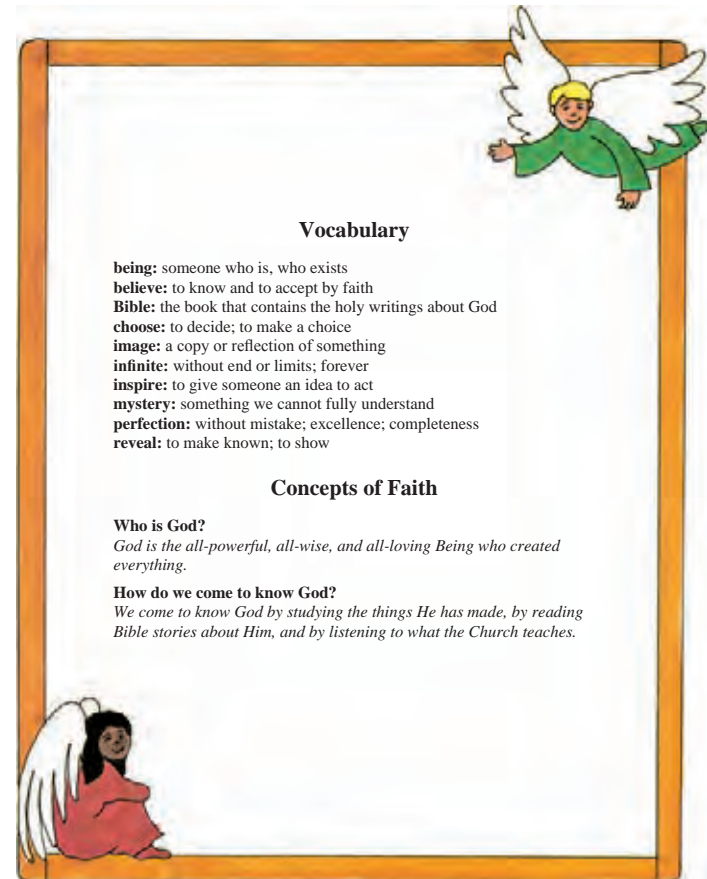 Vocabulary
being: someone who is, who exists
believe: to know and to accept by faith
Bible: the book that contains the holy writings about God
choose: to decide; to make a choice
image: a copy or reflection of something
infinite: without end or limits; forever
inspire: to give someone an idea to act
mystery: something we cannot fully understand
perfection: without mistake; excellence; completeness
reveal: to make known; to show
Concepts of Faith
Who is God?
God is the all-powerful, all-wise, and all-loving Being who created
everything.
How do we come to know God?
We come to know God by studying the things He has made, by reading
Bible stories about Him, and by listening to what the Church teaches.